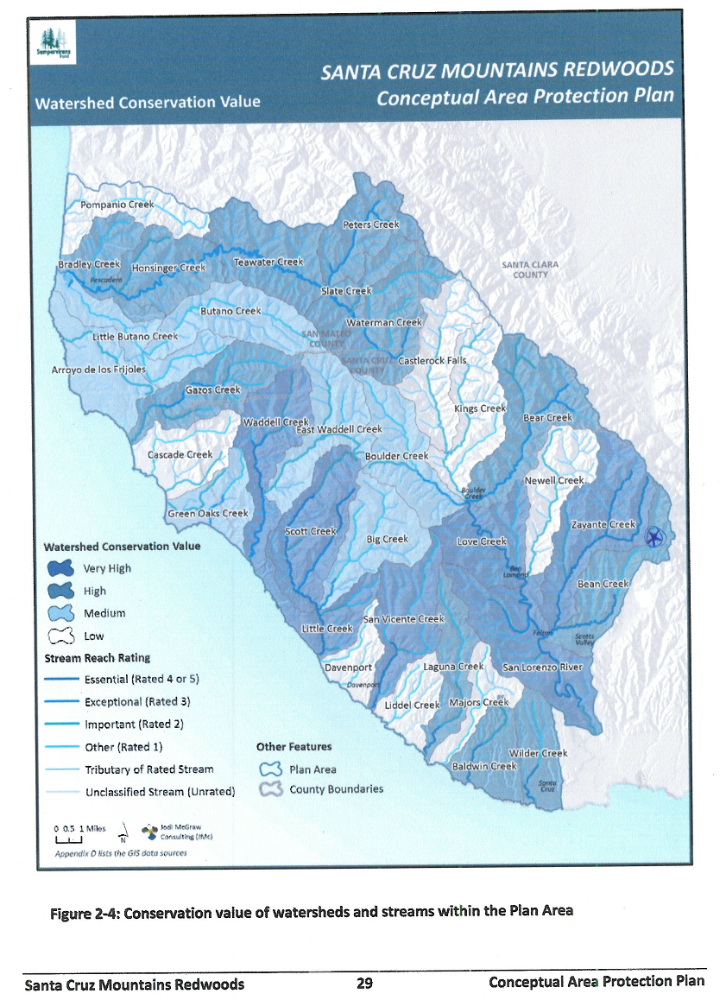 Sempervirens
Fund
SANTA CRUZ MOUNTAINS REDWOODS
Watershed Conservation Value
Conceptual Area Protection Plan
Pompanio Creek
Peters Creek
Bradley Creek
Honsinger Creek
Teawater Creek
SANTA CLARA
COUNTY
Pescadero
Slate Creek
Butano Creek
Waterman Creek
Little Butano Creek
SAN MATEO
COUNTY
SANTA CRUZ
COUNTY
Castlerock Falls
Arroyo de los Frijoles
Gazos Creek
Kings Creek
Bear Creek
Waddell Creek
East Waddell Creek
Cascade Creek
Boulder Creek
Newell Creek
Boulder
Creek
Green Oaks Creek
Scott Creek
Big Creek
Love Creek
Zayante Creek
Ben
Lomond
Bean Creek
Little Creek
San Vicente Creek
Felton
Scotts
Valley
Davenport
Laguna Creek
San Lorenzo River
Davenport
Liddel Creek
Majors Creek
Wilder Creek
Baldwin Creek
Santa
Cruz
Watershed Conservation Value
Very High
High
Medium
Low
Stream Reach Rating
Essential (Rated 4 or 5)
Exceptional (Rated 3)
Important (Rated 2)
Other (Rated 1)
Tributary of Rated Stream
Unclassified Stream (Unrated)
Other Features
Plan Area
County Boundaries
0 0.5 1 Miles
N
Jodi McGraw
Consulting (JMc)
Appendix D lists the GIS data sources
Figure 2-4: Conservation value of watersheds and streams within the Plan Area
Santa Cruz Mountains Redwoods 29 Conceptual Area Protection Plan